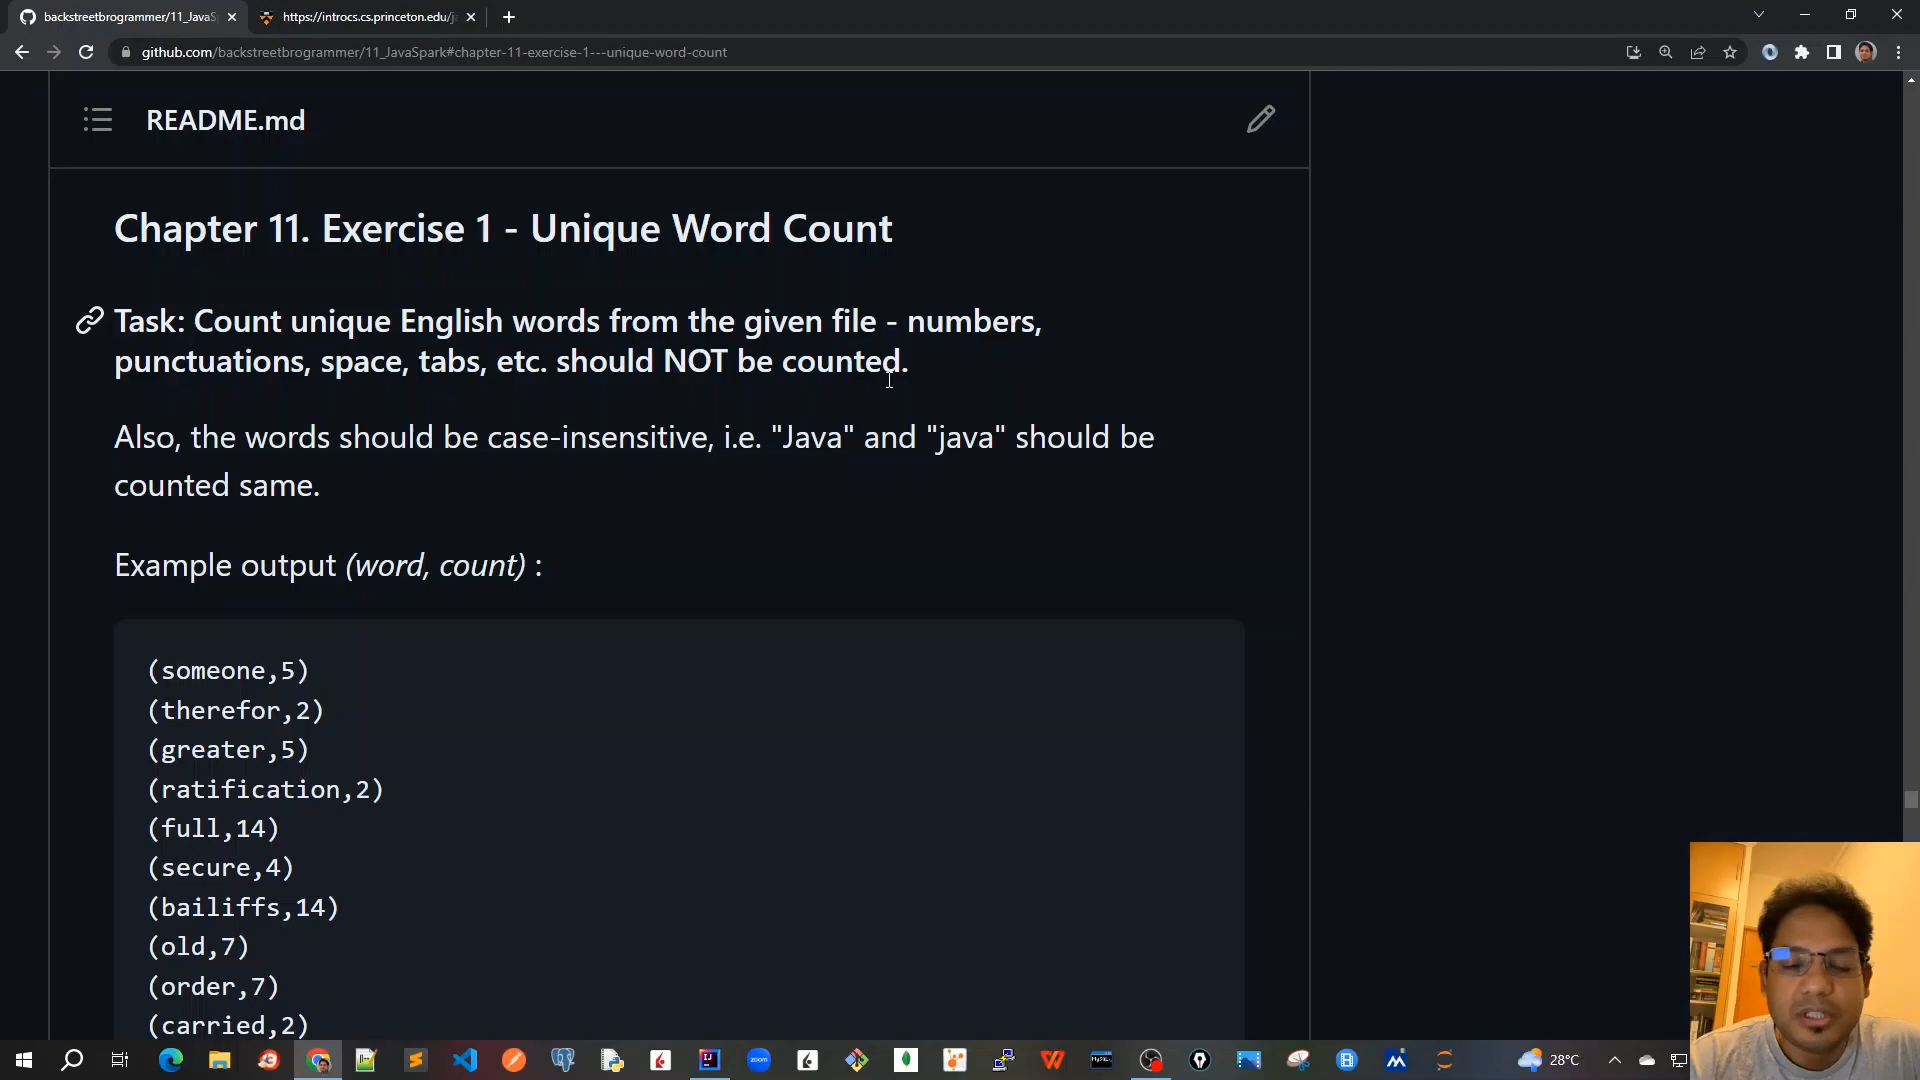 backstreetbrogrammer/11_JavaS
https://introcs.cs.princeton.edu/j
github.com/backstreetbrogrammer/11_JavaSpark#chapter-11-exercise-1---unique-word-count
README.md
Chapter 11. Exercise 1 - Unique Word Count
Task: Count unique English words from the given file - numbers,
punctuations, space, tabs, etc. should NOT be counted.
Also, the words should be case-insensitive, i.e. "Java" and "java" should be
counted same.
Example output (word, count) :
(someone,5)
(therefor,2)
(greater,5)
(ratification,2)
(full,14)
(secure,4)
(bailiffs,14)
(old,7)
(order,7)
(carried,2)
zoom
MySQL
28°C